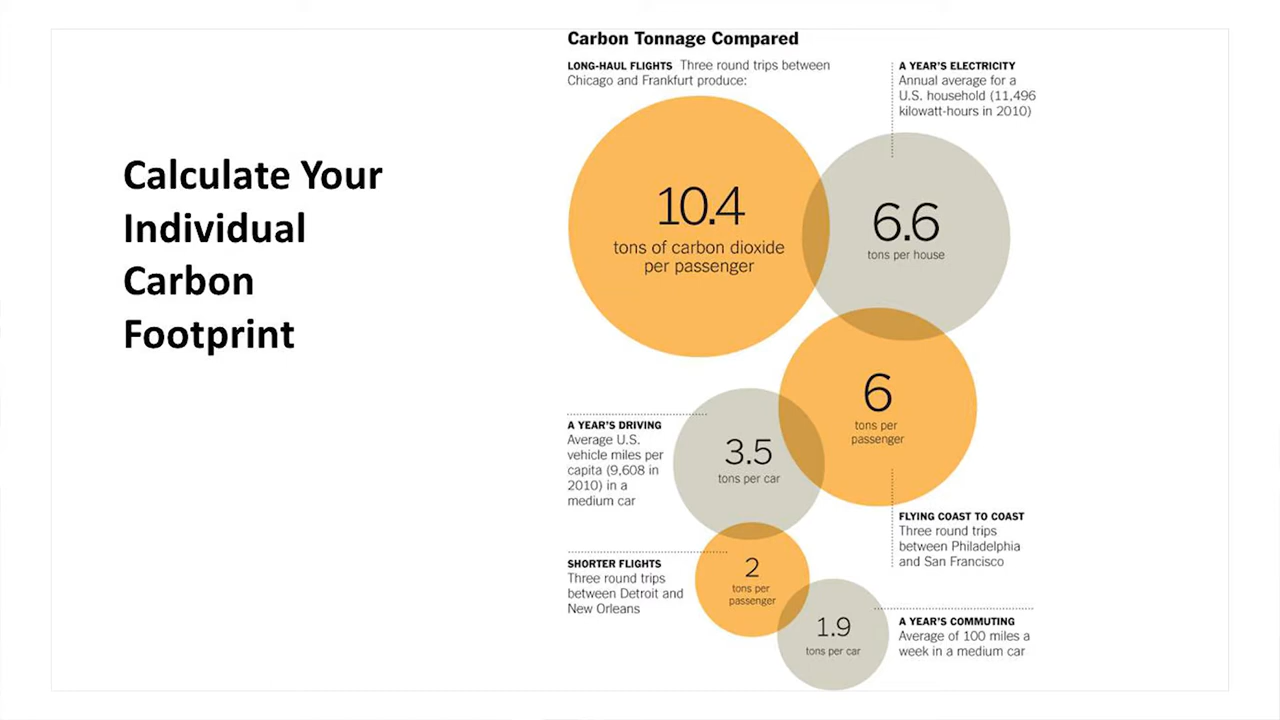 Calculate Your
Individual
Carbon
Footprint
Carbon Tonnage Compared
LONG-HAUL FLIGHTS Three round trips between
Chicago and Frankfurt produce:
10.4
tons of carbon dioxide
per passenger
A YEAR'S ELECTRICITY
Annual average for a
U.S. household (11,496
kilowatt-hours in 2010)
6.6
tons per house
6
tons per
passenger
FLYING COAST TO COAST
Three round trips
between Philadelphia
and San Francisco
A YEAR'S DRIVING
Average U.S.
vehicle miles per
capita (9,608 in
2010) in a
medium car
3.5
tons per car
SHORTER FLIGHTS
Three round trips
between Detroit and
New Orleans
2
tons per
passenger
1.9
tons per car
A YEAR'S COMMUTING
Average of 100 miles a
week in a medium car